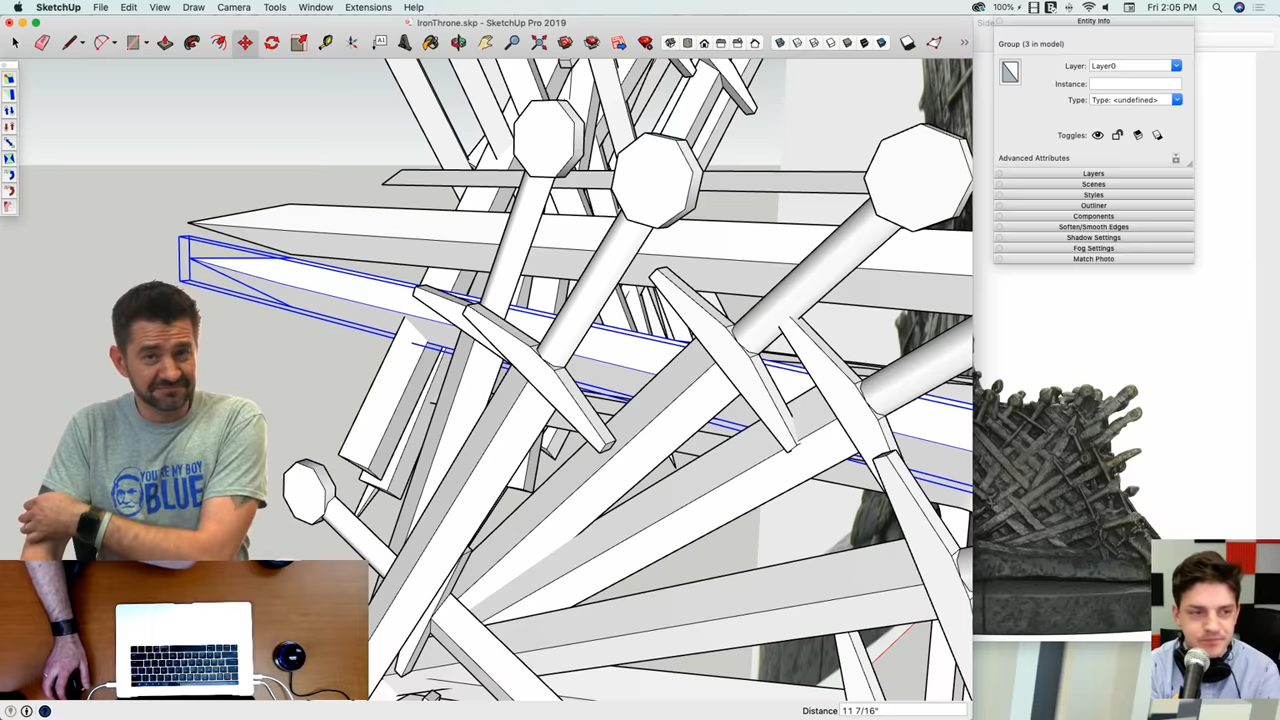 SketchUp File Edit View Draw Camera Tools Window Extensions Help
100% Fri 2:05 PM
IronThrone.skp - SketchUp Pro 2019
Entity Info
Group (3 in model)
Layer: Layer0
Instance:
Type: Type: <undefined>
Toggles:
Advanced Attributes
Layers
Scenes
Styles
Outliner
Components
Soften/Smooth Edges
Shadow Settings
Fog Settings
Match Photo
YOU'RE MY BOY
BLUE
Distance 11 7/16"